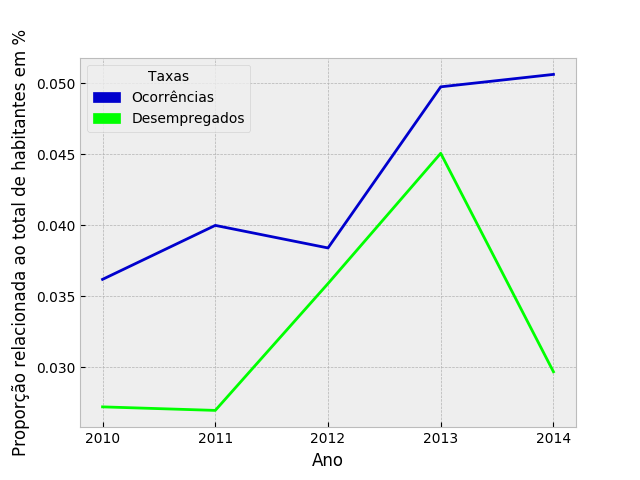 Proporção relacionada ao total de habitantes em %
0.050
0.045
0.040
0.035
0.030
Taxas
Ocorrências
Desempregados
2010 2011 2012 2013 2014
Ano